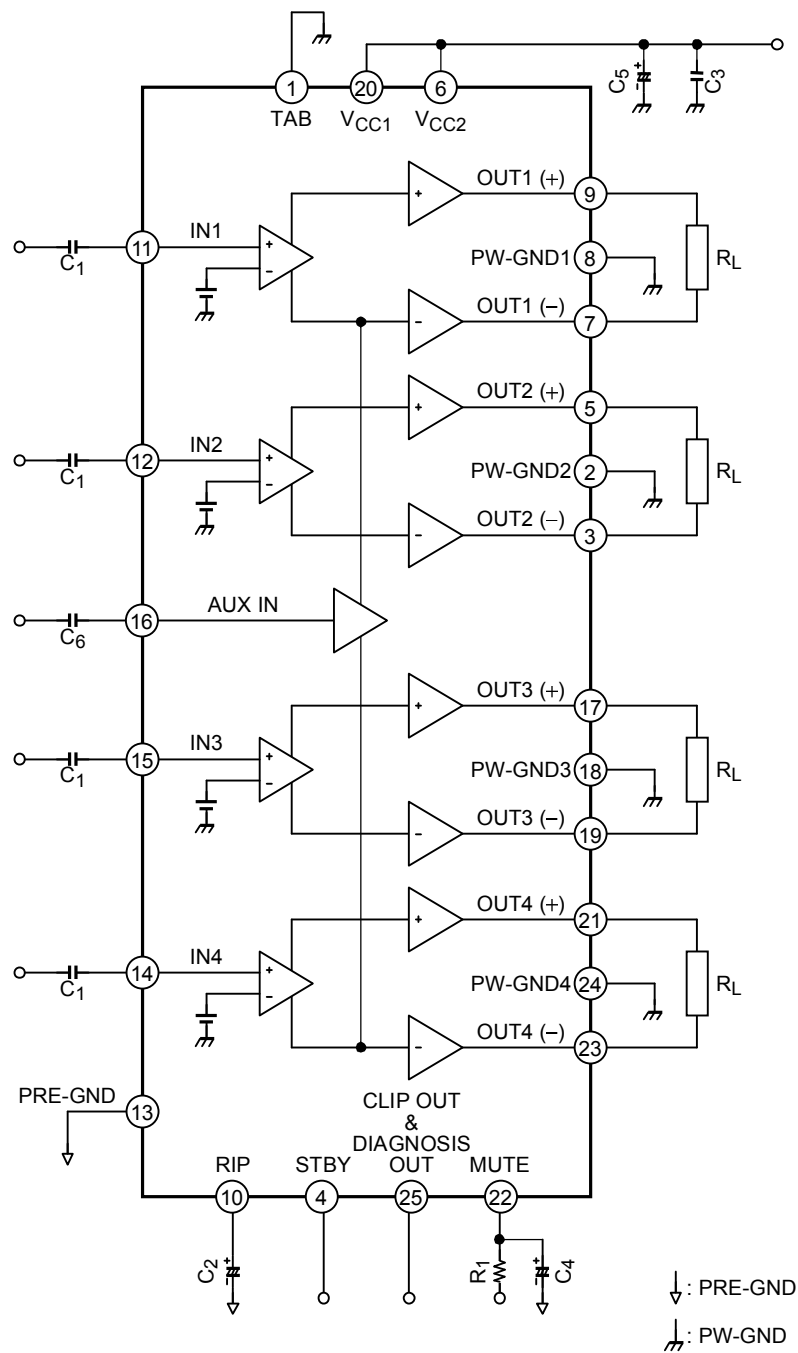 C5
C3
1
20
6
TAB
VCC1
VCC2
OUT1 (+)
9
IN1
11
C1
PW-GND1
8
RL
OUT1 (−)
7
OUT2 (+)
5
IN2
12
C1
PW-GND2
2
RL
OUT2 (−)
3
AUX IN
16
C6
OUT3 (+)
17
IN3
15
C1
PW-GND3
18
RL
OUT3 (−)
19
OUT4 (+)
21
IN4
14
C1
PW-GND4
24
RL
OUT4 (−)
23
PRE-GND
13
CLIP OUT
&
DIAGNOSIS
RIP
STBY
OUT
MUTE
10
4
25
22
C2
R1
C4
: PRE-GND
: PW-GND